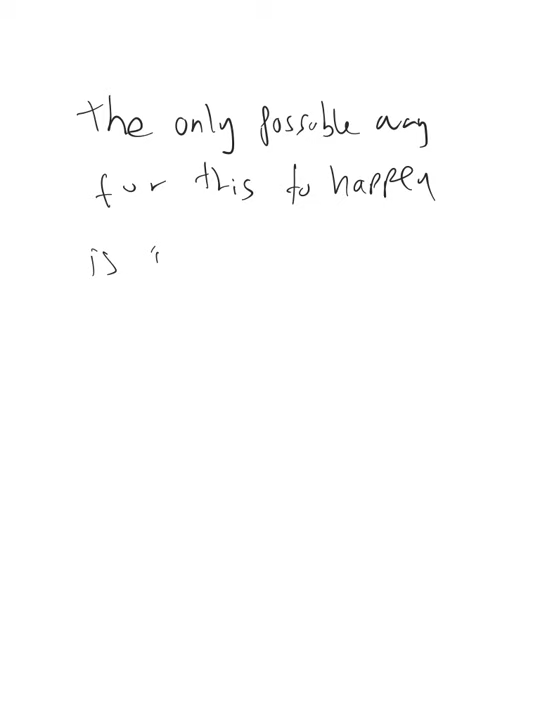 the only possible way
for this to happen
is